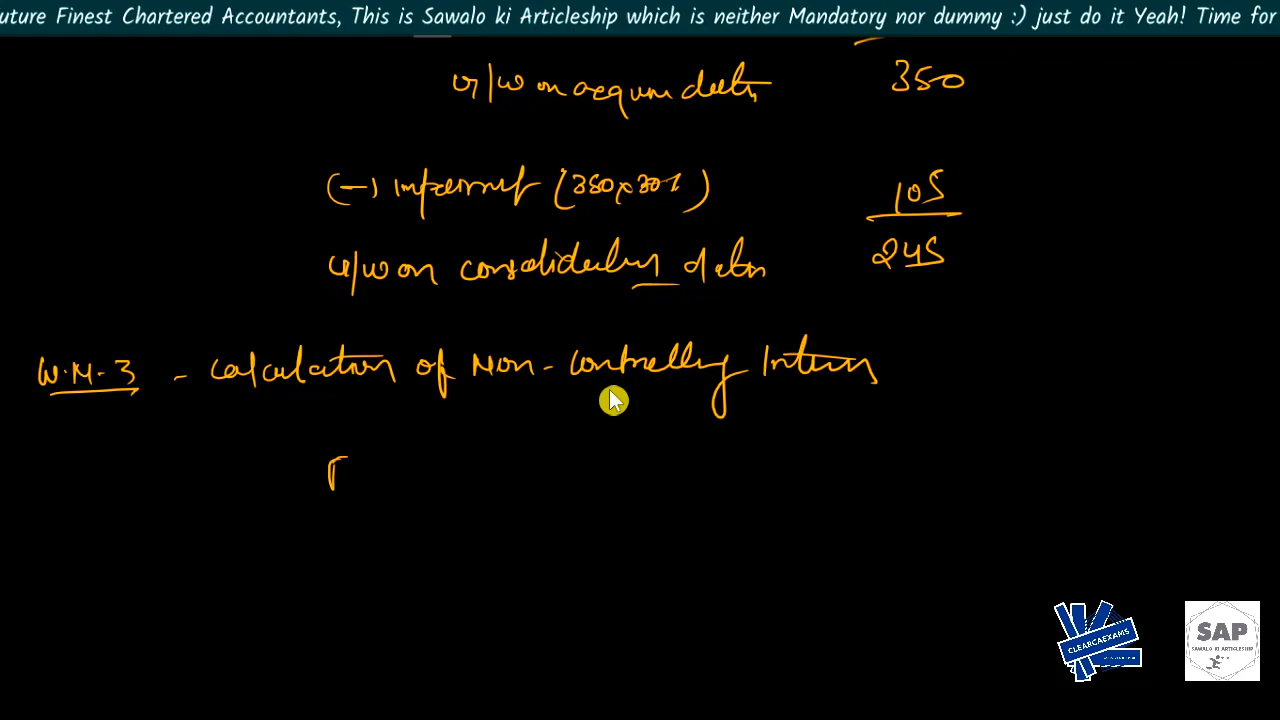 uture Finest Chartered Accountants, This is Sawalo ki Articleship which is neither Mandatory nor dummy :) just do it Yeah! Time for
G/W on acqun date 350
(-) Impairment (350x30%) 105
G/W on consolidation date 245
W.N-3 - Calculation of Non-Controlling Interest
CLEARCAEXAMS
SAP
SAWALO KI ARTICLESHIP